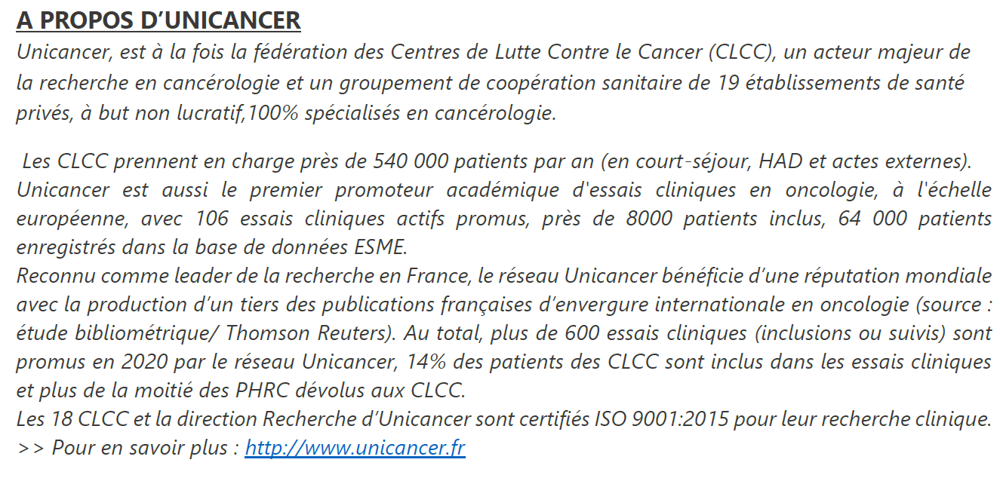 A PROPOS D’UNICANCER
Unicancer, est à la fois la fédération des Centres de Lutte Contre le Cancer (CLCC), un acteur majeur de
la recherche en cancérologie et un groupement de coopération sanitaire de 19 établissements de santé
privés, à but non lucratif,100% spécialisés en cancérologie.
Les CLCC prennent en charge près de 540 000 patients par an (en court-séjour, HAD et actes externes).
Unicancer est aussi le premier promoteur académique d'essais cliniques en oncologie, à l'échelle
européenne, avec 106 essais cliniques actifs promus, près de 8000 patients inclus, 64 000 patients
enregistrés dans la base de données ESME.
Reconnu comme leader de la recherche en France, le réseau Unicancer bénéficie d’une réputation mondiale
avec la production d’un tiers des publications françaises d’envergure internationale en oncologie (source :
étude bibliométrique/ Thomson Reuters). Au total, plus de 600 essais cliniques (inclusions ou suivis) sont
promus en 2020 par le réseau Unicancer, 14% des patients des CLCC sont inclus dans les essais cliniques
et plus de la moitié des PHRC dévolus aux CLCC.
Les 18 CLCC et la direction Recherche d’Unicancer sont certifiés ISO 9001:2015 pour leur recherche clinique.
>> Pour en savoir plus : http://www.unicancer.fr